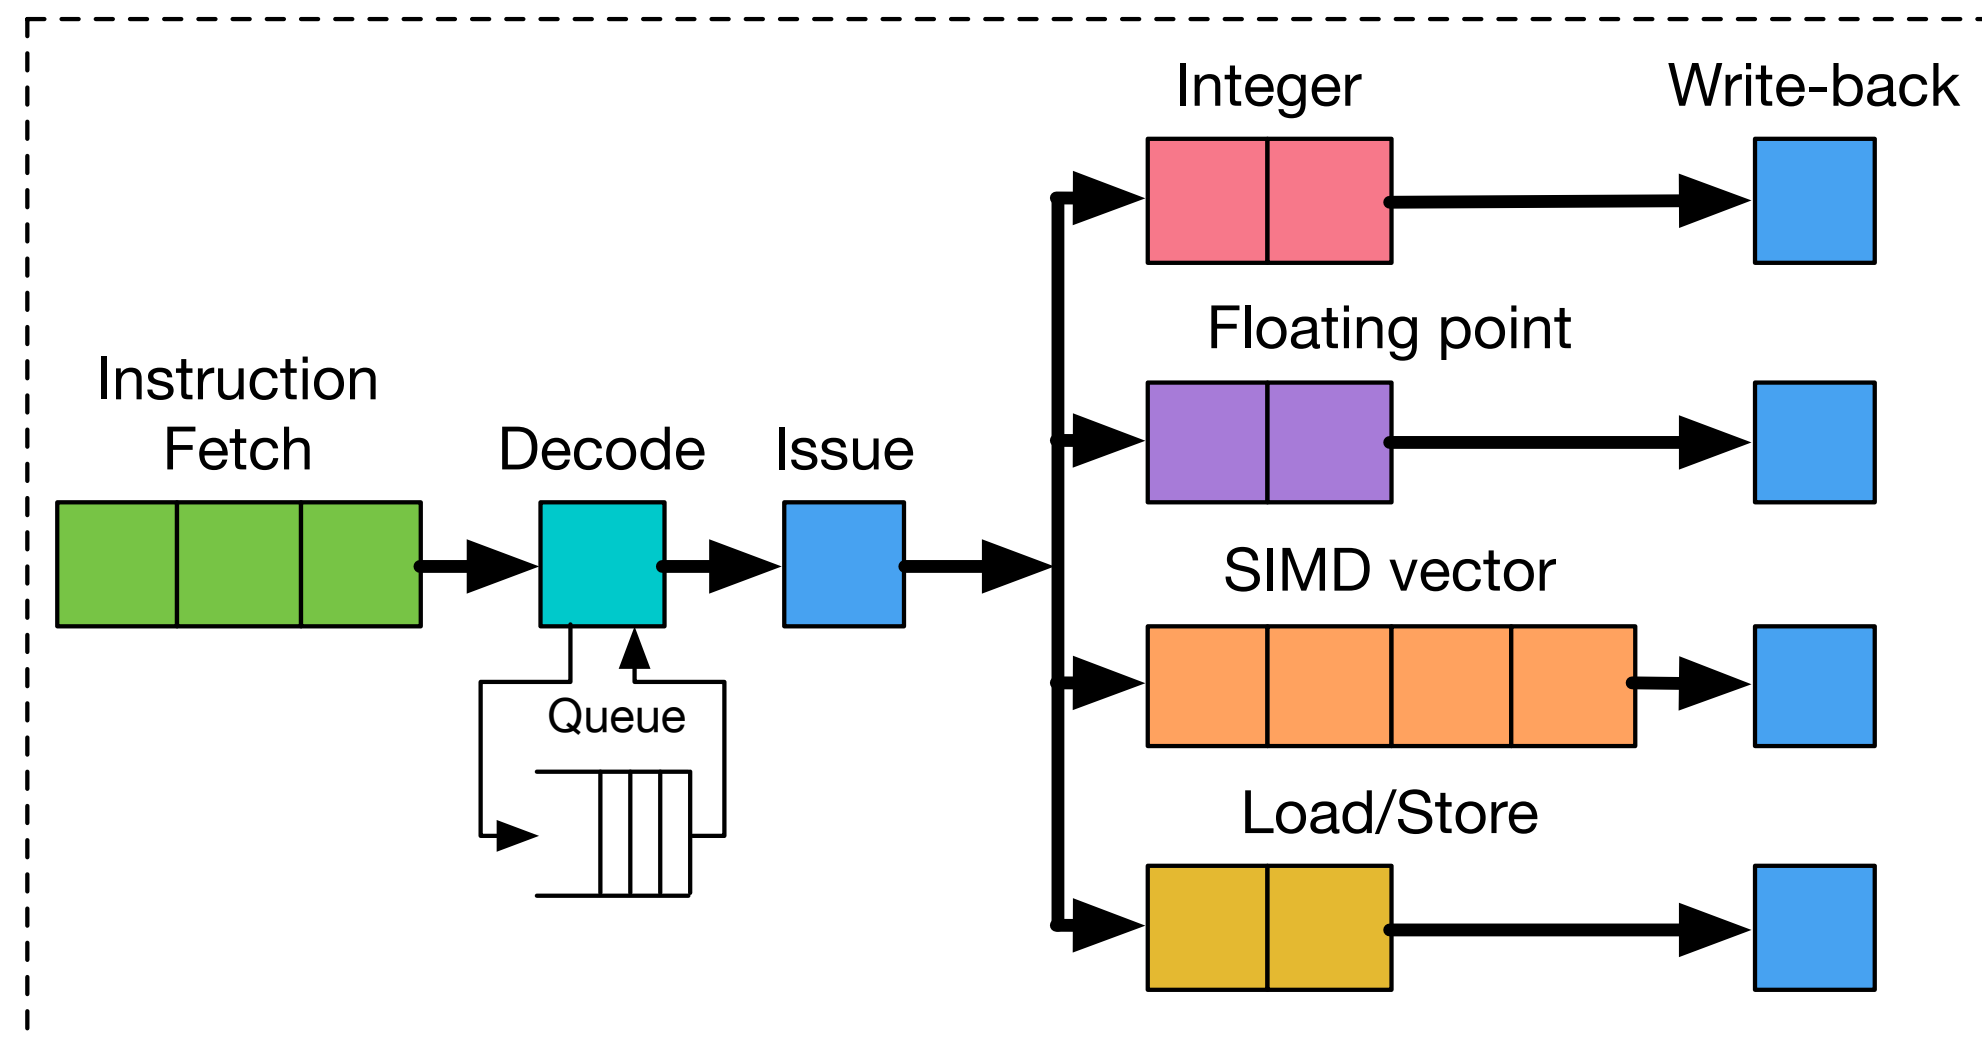 Integer
Write-back
Floating point
Instruction
Fetch
Decode
Issue
SIMD vector
Queue
Load/Store